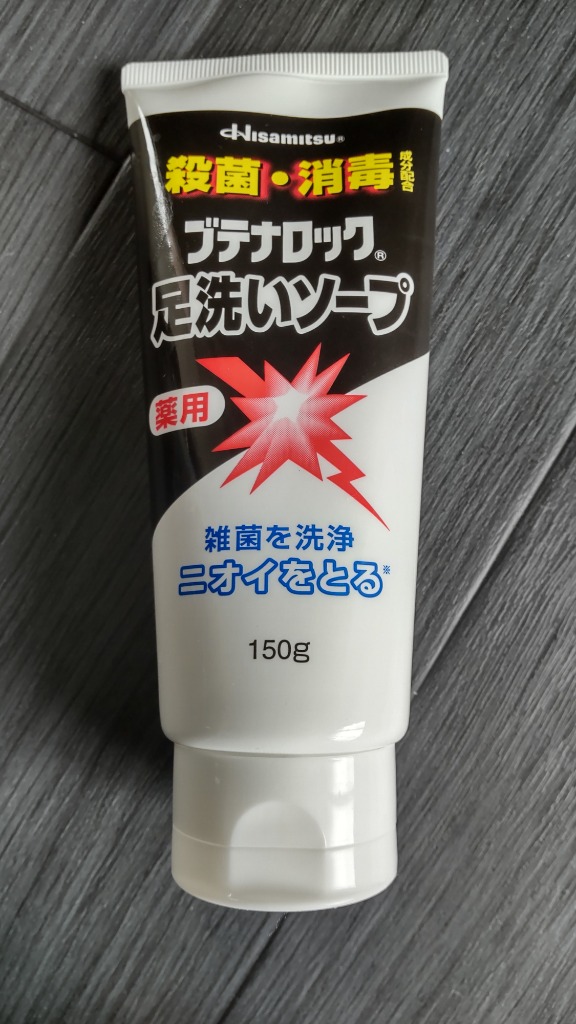 Hisamitsu®
殺菌・消毒成分配合
ブテナロック®
足洗いソープ
薬用
雑菌を洗浄
ニオイをとる※
150g